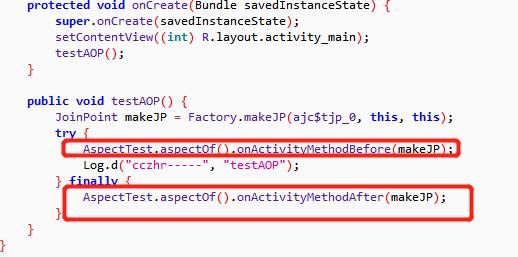 protected void onCreate(Bundle savedInstanceState) {
super.onCreate(savedInstanceState);
setContentView((int) R.layout.activity_main);
testAOP();
}
public void testAOP() {
JoinPoint makeJP = Factory.makeJP(ajc$tjp_0, this, this);
try {
AspectTest.aspectOf().onActivityMethodBefore(makeJP);
Log.d("cczhr-----", "testAOP");
} finally {
AspectTest.aspectOf().onActivityMethodAfter(makeJP);
}
}
}